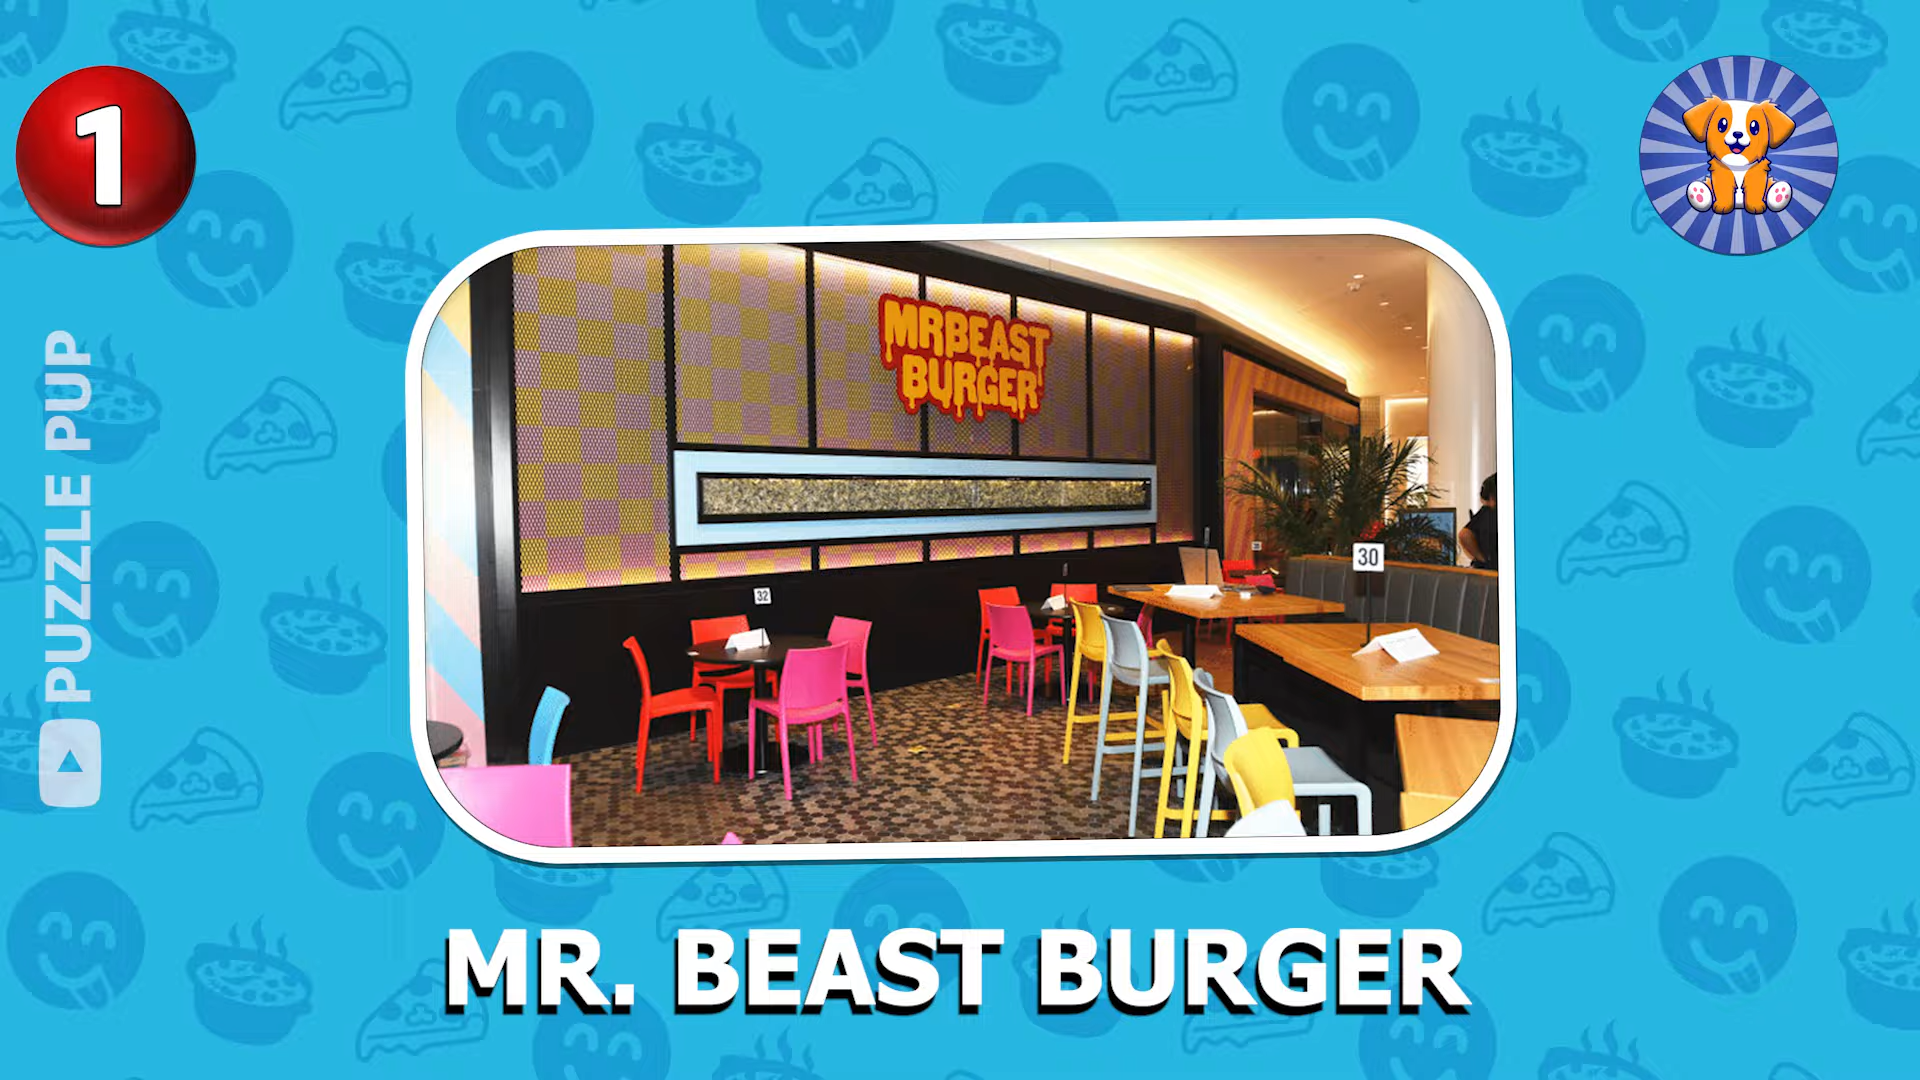 1
PUZZLE PUP
MRBEAST
BURGER
32
30
MR. BEAST BURGER